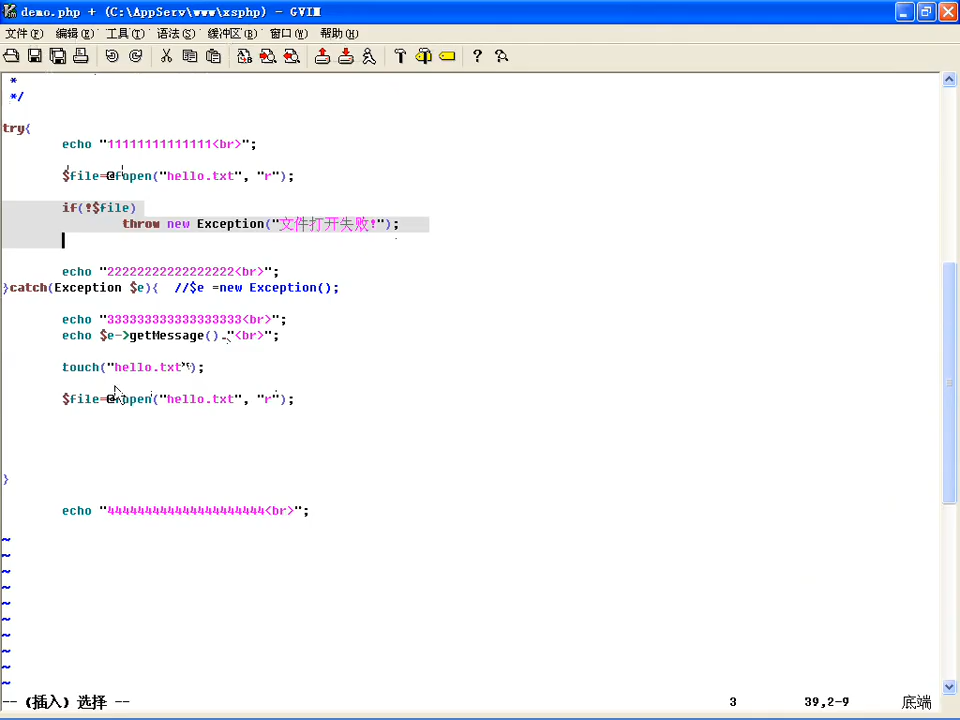 demo.php + (C:\AppServ\www\xsphp) - GVIM
文件(F) 编辑(E) 工具(T) 语法(S) 缓冲区(B) 窗口(W) 帮助(H)
*
*/
try{
echo "11111111111111<br>";
$file=@fopen("hello.txt", "r");
if(!$file)
throw new Exception("文件打开失败!");
echo "22222222222222222<br>";
}catch(Exception $e){ //$e =new Exception();
echo "333333333333333333<br>";
echo $e->getMessage()."<br>";
touch("hello.txt");
$file=@fopen("hello.txt", "r");
}
echo "444444444444444444444<br>";
~
~
~
~
~
~
~
~
~
~
-- (插入) 选择 -- 3 39,2-9 底端